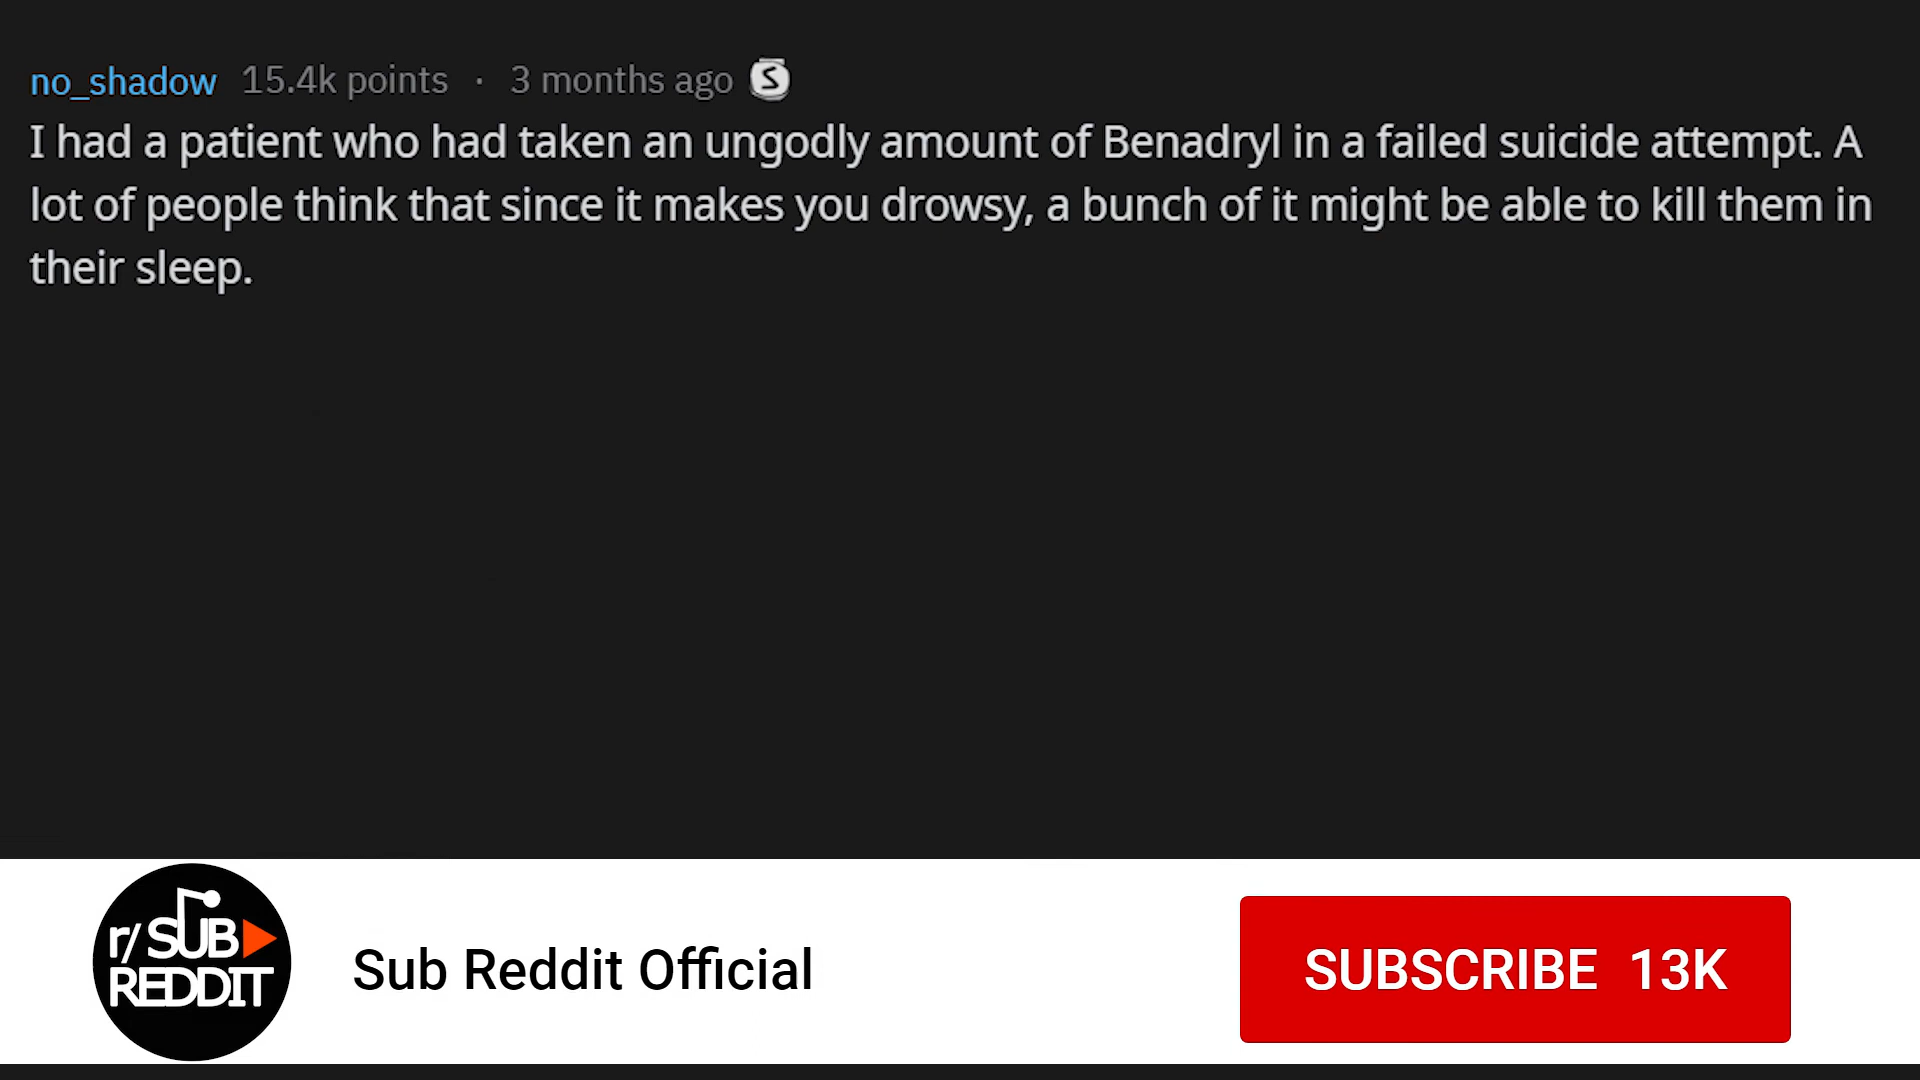 no_shadow 15.4k points · 3 months ago S
I had a patient who had taken an ungodly amount of Benadryl in a failed suicide attempt. A
lot of people think that since it makes you drowsy, a bunch of it might be able to kill them in
their sleep.
r/SUB
REDDIT
Sub Reddit Official
SUBSCRIBE 13K